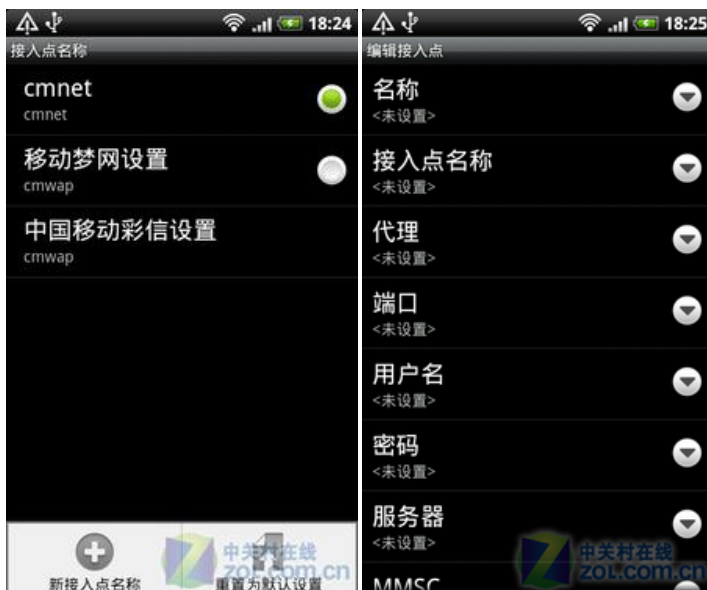 18:24
接入点名称
cmnet
cmnet
移动梦网设置
cmwap
中国移动彩信设置
cmwap
新接入点名称
重置为默认设置
中关村在线
zol.com.cn
18:25
编辑接入点
名称
<未设置>
接入点名称
<未设置>
代理
<未设置>
端口
<未设置>
用户名
<未设置>
密码
<未设置>
服务器
<未设置>
MMSC
中关村在线
zol.com.cn